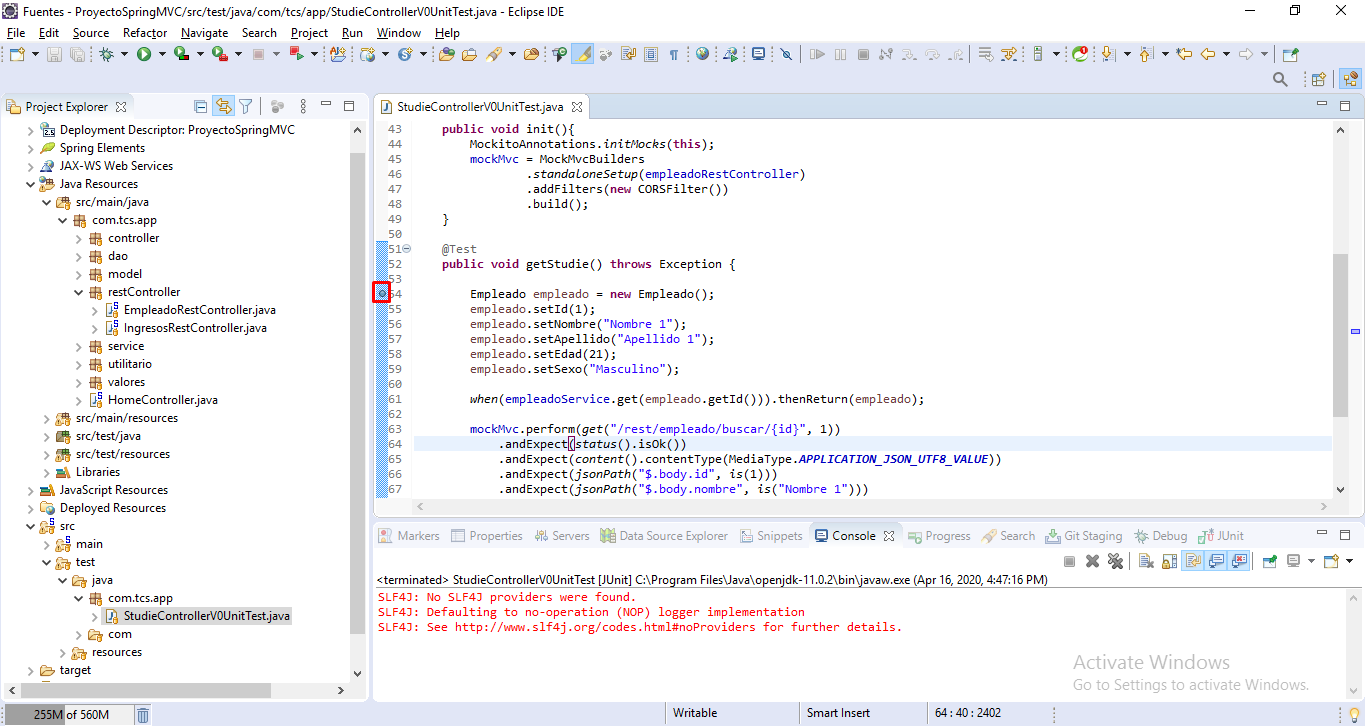 Fuentes - ProyectoSpringMVC/src/test/java/com/tcs/app/StudieControllerV0UnitTest.java - Eclipse IDE
File Edit Source Refactor Navigate Search Project Run Window Help
Project Explorer
StudieControllerV0UnitTest.java
Deployment Descriptor: ProyectoSpringMVC
Spring Elements
JAX-WS Web Services
Java Resources
src/main/java
com.tcs.app
controller
dao
model
restController
EmpleadoRestController.java
IngresosRestController.java
service
utilitario
valores
HomeController.java
src/main/resources
src/test/java
src/test/resources
Libraries
JavaScript Resources
Deployed Resources
src
main
test
java
com.tcs.app
StudieControllerV0UnitTest.java
com
resources
target
43 public void init(){
44 MockitoAnnotations.initMocks(this);
45 mockMvc = MockMvcBuilders
46 .standaloneSetup(empleadoRestController)
47 .addFilters(new CORSFilter())
48 .build();
49 }
50
51 @Test
52 public void getStudie() throws Exception {
53
54 Empleado empleado = new Empleado();
55 empleado.setId(1);
56 empleado.setNombre("Nombre 1");
57 empleado.setApellido("Apellido 1");
58 empleado.setEdad(21);
59 empleado.setSexo("Masculino");
60
61 when(empleadoService.get(empleado.getId())).thenReturn(empleado);
62
63 mockMvc.perform(get("/rest/empleado/buscar/{id}", 1))
64 .andExpect(status().isOk())
65 .andExpect(content().contentType(MediaType.APPLICATION_JSON_UTF8_VALUE))
66 .andExpect(jsonPath("$.body.id", is(1)))
67 .andExpect(jsonPath("$.body.nombre", is("Nombre 1")))
Markers Properties Servers Data Source Explorer Snippets Console Progress Search Git Staging Debug JUnit
<terminated> StudieControllerV0UnitTest [JUnit] C:\Program Files\Java\openjdk-11.0.2\bin\javaw.exe (Apr 16, 2020, 4:47:16 PM)
SLF4J: No SLF4J providers were found.
SLF4J: Defaulting to no-operation (NOP) logger implementation
SLF4J: See http://www.slf4j.org/codes.html#noProviders for further details.
Activate Windows
Go to Settings to activate Windows.
255M of 560M
Writable
Smart Insert
64 : 40 : 2402